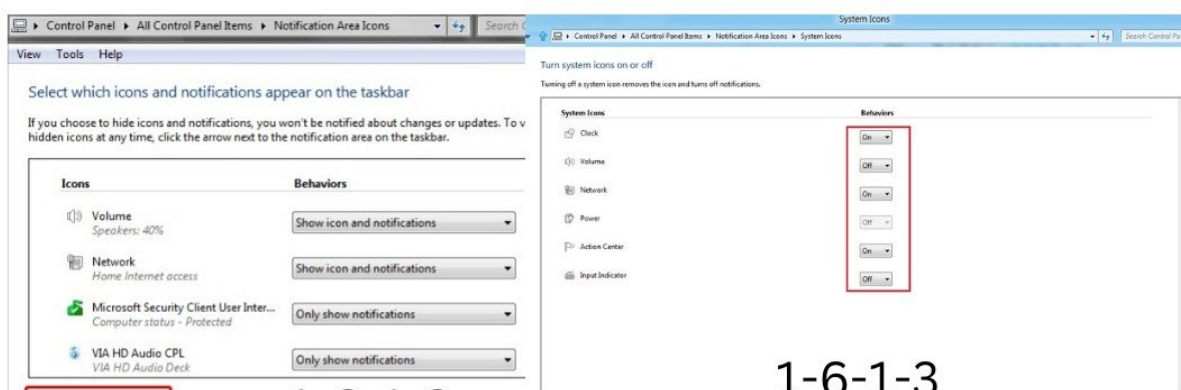 Control Panel ▸ All Control Panel Items ▸ Notification Area Icons
Search
View Tools Help
Select which icons and notifications appear on the taskbar
If you choose to hide icons and notifications, you won't be notified about changes or updates. To v
hidden icons at any time, click the arrow next to the notification area on the taskbar.
Icons Behaviors
Volume
Speakers: 40%
Show icon and notifications
Network
Home Internet access
Show icon and notifications
Microsoft Security Client User Inter...
Computer status - Protected
Only show notifications
VIA HD Audio CPL
VIA HD Audio Deck
Only show notifications
System Icons
Control Panel ▸ All Control Panel Items ▸ Notification Area Icons ▸ System Icons
Search Control Pa
Turn system icons on or off
Turning off a system icon removes the icon and turns off notifications.
System Icons Behaviors
Clock On
Volume Off
Network On
Power Off
Action Center On
Input Indicator Off
1-6-1-3